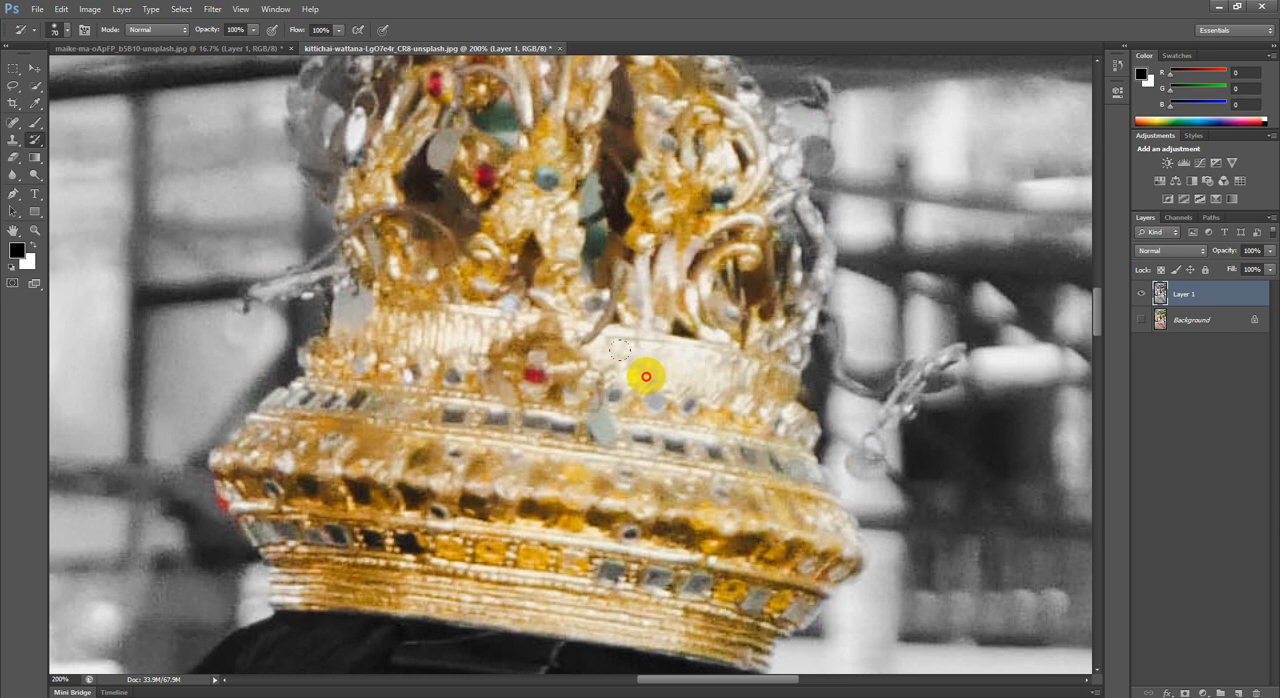 Ps File Edit Image Layer Type Select Filter View Window Help
70 Mode: Normal Opacity: 100% Flow: 100% Essentials
maike-ma-oApFP_b5B10-unsplash.jpg @ 16.7% (Layer 1, RGB/8) * × kittichai-wattana-LgO7e4r_CR8-unsplash.jpg @ 200% (Layer 1, RGB/8) * ×
Color Swatches
R 0
G 0
B 0
Adjustments Styles
Add an adjustment
Layers Channels Paths
Kind
Normal Opacity: 100%
Lock: Fill: 100%
Layer 1
Background
200% Doc: 33.9M/67.9M
Mini Bridge Timeline
fx